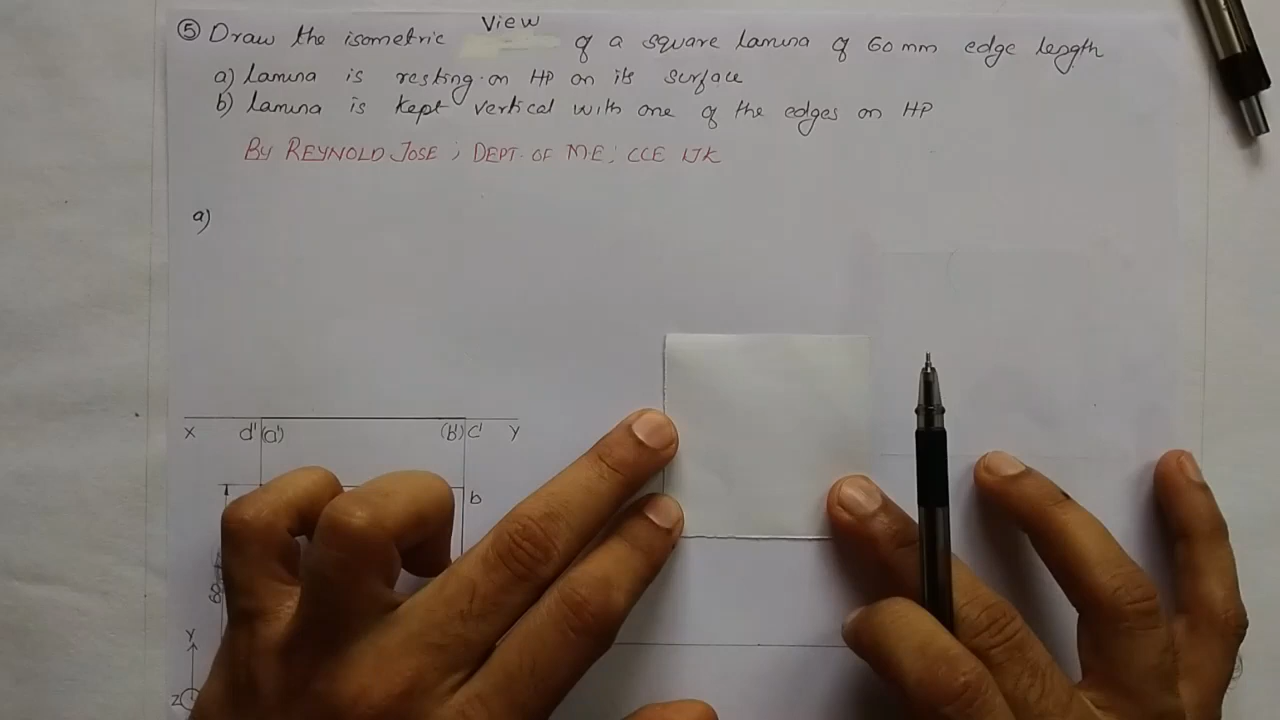 ⑤ Draw the isometric View of a square lamina of 60 mm edge length
a) lamina is resting on HP on its surface
b) lamina is kept vertical with one of the edges on HP
By REYNOLD JOSE ; DEPT. OF M.E ; CCE IJK
a)
X d' (a') (b') c' Y
b
60
Y
Z